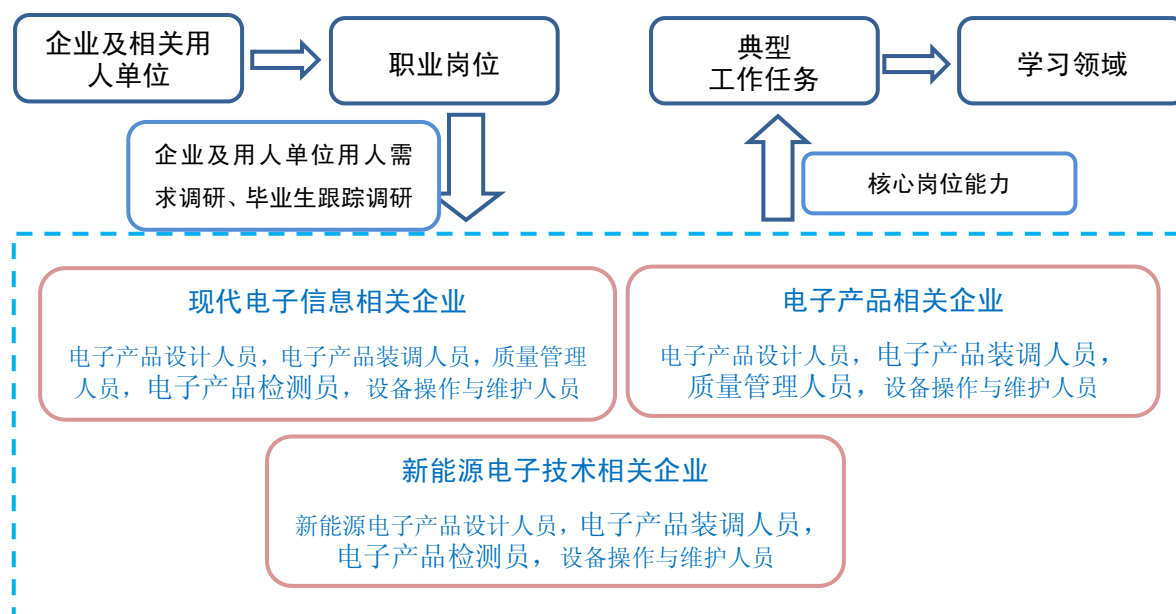 企业及相关用
人单位
职业岗位
典型
工作任务
学习领域
企业及用人单位用人需
求调研、毕业生跟踪调研
核心岗位能力
现代电子信息相关企业
电子产品设计人员，电子产品装调人员，质量管理
人员，电子产品检测员，设备操作与维护人员
电子产品相关企业
电子产品设计人员，电子产品装调人员，
质量管理人员，设备操作与维护人员
新能源电子技术相关企业
新能源电子产品设计人员，电子产品装调人员，
电子产品检测员，设备操作与维护人员